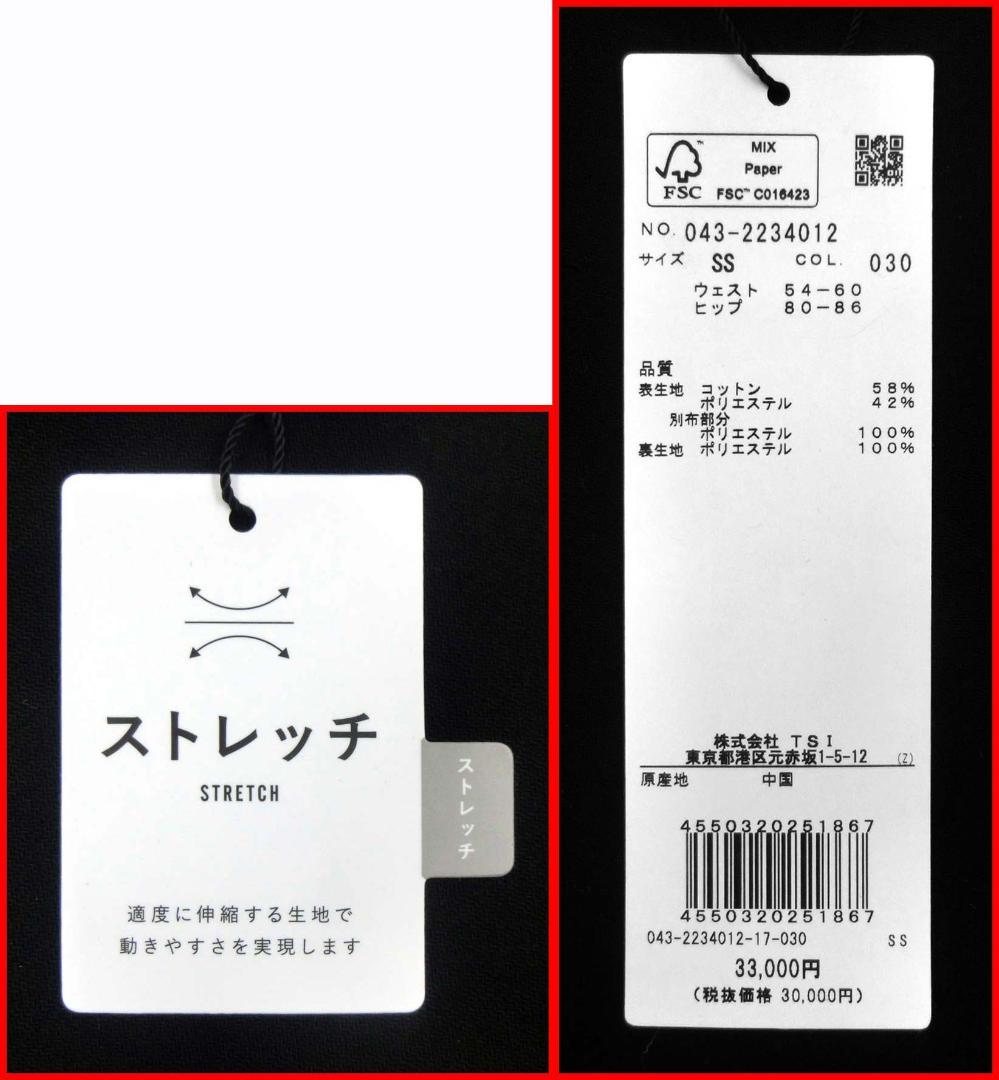 ストレッチ
STRETCH
ストレッチ
適度に伸縮する生地で
動きやすさを実現します
MIX
Paper
FSC™ C016423
FSC™
NO. 043-2234012
サイズ SS COL. 030
ウェスト 54-60
ヒップ 80-86
品質
表生地 コットン 58%
ポリエステル 42%
別布部分
ポリエステル 100%
裏生地 ポリエステル 100%
株式会社 TSI
東京都港区元赤坂1-5-12 (Z)
原産地 中国
4550320251867
4550320251867
043-2234012-17-030 SS
33,000円
(税抜価格 30,000円)